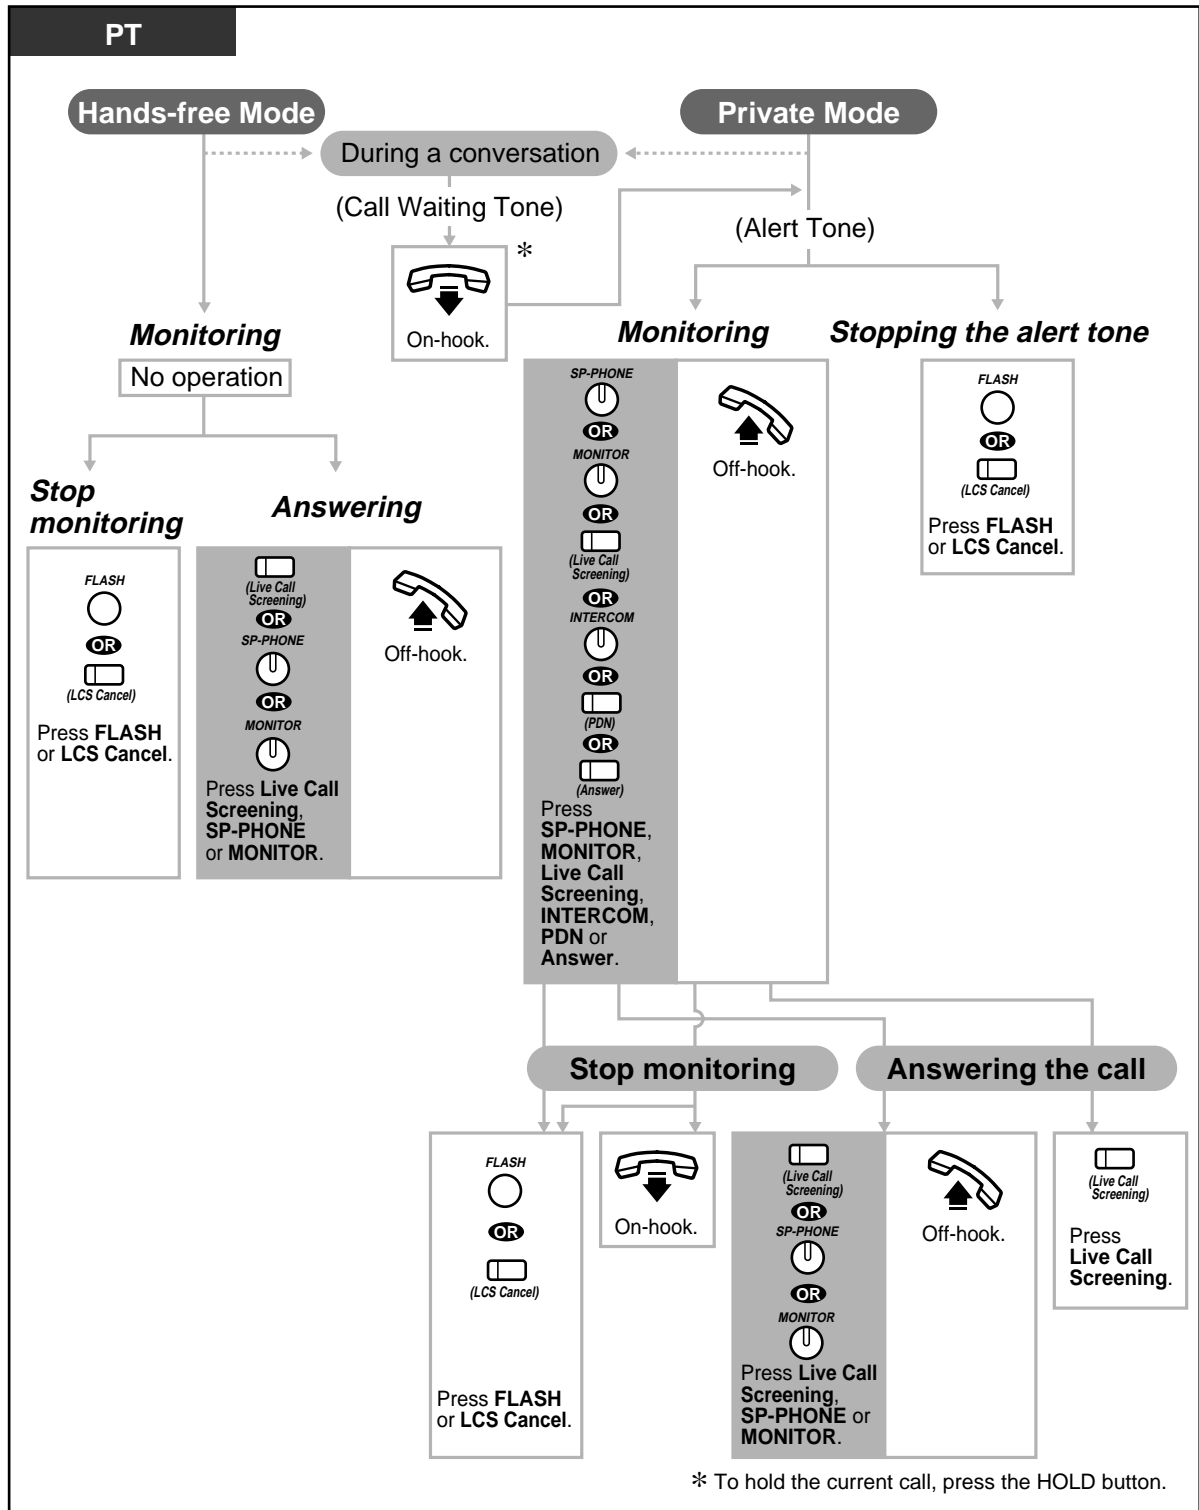 PT
Hands-free Mode
Private Mode
During a conversation
(Call Waiting Tone)
(Alert Tone)
*
On-hook.
Monitoring
No operation
Monitoring
Stopping the alert tone
Stop
monitoring
Answering
FLASH
OR
(LCS Cancel)
Press FLASH
or LCS Cancel.
(Live Call
Screening)
OR
SP-PHONE
OR
MONITOR
Press Live Call
Screening,
SP-PHONE
or MONITOR.
Off-hook.
SP-PHONE
OR
MONITOR
OR
(Live Call
Screening)
OR
INTERCOM
OR
(PDN)
OR
(Answer)
Press
SP-PHONE,
MONITOR,
Live Call
Screening,
INTERCOM,
PDN or
Answer.
Off-hook.
FLASH
OR
(LCS Cancel)
Press FLASH
or LCS Cancel.
Stop monitoring
Answering the call
FLASH
OR
(LCS Cancel)
Press FLASH
or LCS Cancel.
On-hook.
(Live Call
Screening)
OR
SP-PHONE
OR
MONITOR
Press Live Call
Screening,
SP-PHONE or
MONITOR.
Off-hook.
(Live Call
Screening)
Press
Live Call
Screening.
* To hold the current call, press the HOLD button.